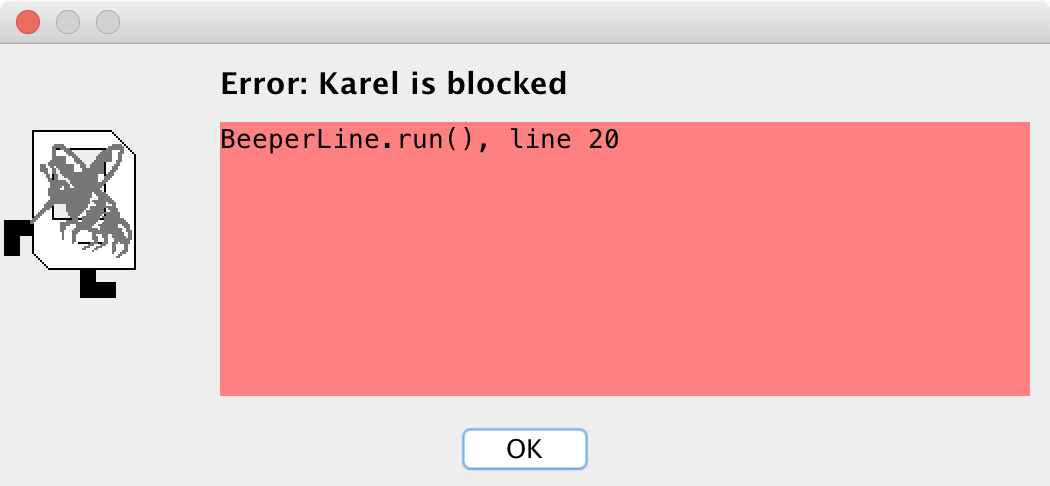 Error: Karel is blocked
BeeperLine.run(), line 20
OK